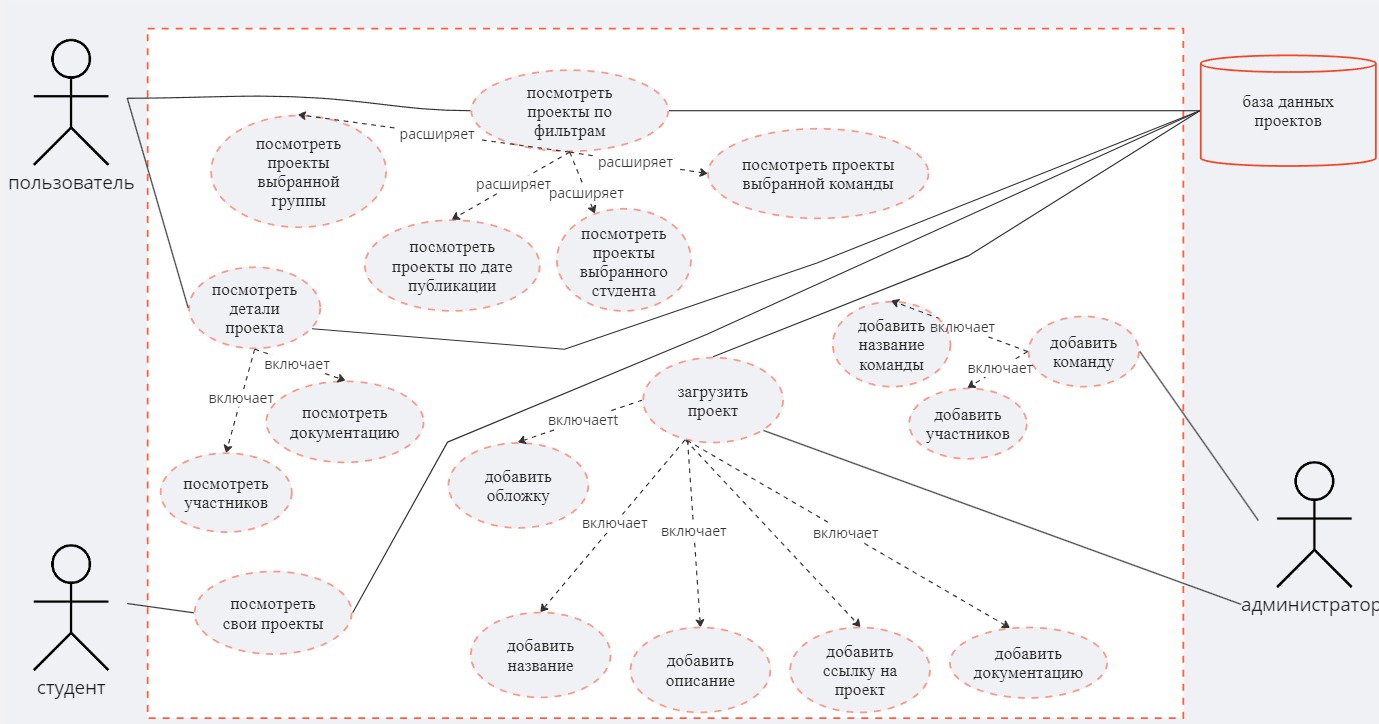 пользователь
посмотреть
проекты по
фильтрам
база данных
проектов
расширяет
расширяет
расширяет
расширяет
посмотреть
проекты
выбранной
группы
посмотреть проекты
выбранной команды
посмотреть
проекты по дате
публикации
посмотреть
проекты
выбранного
студента
посмотреть
детали
проекта
включает
включает
посмотреть
документацию
посмотреть
участников
добавить
название
команды
включает
включает
добавить
команду
добавить
участников
загрузить
проект
включаетt
добавить
обложку
включает
включает
включает
добавить
название
добавить
описание
добавить
ссылку на
проект
добавить
документацию
посмотреть
свои проекты
студент
администратор